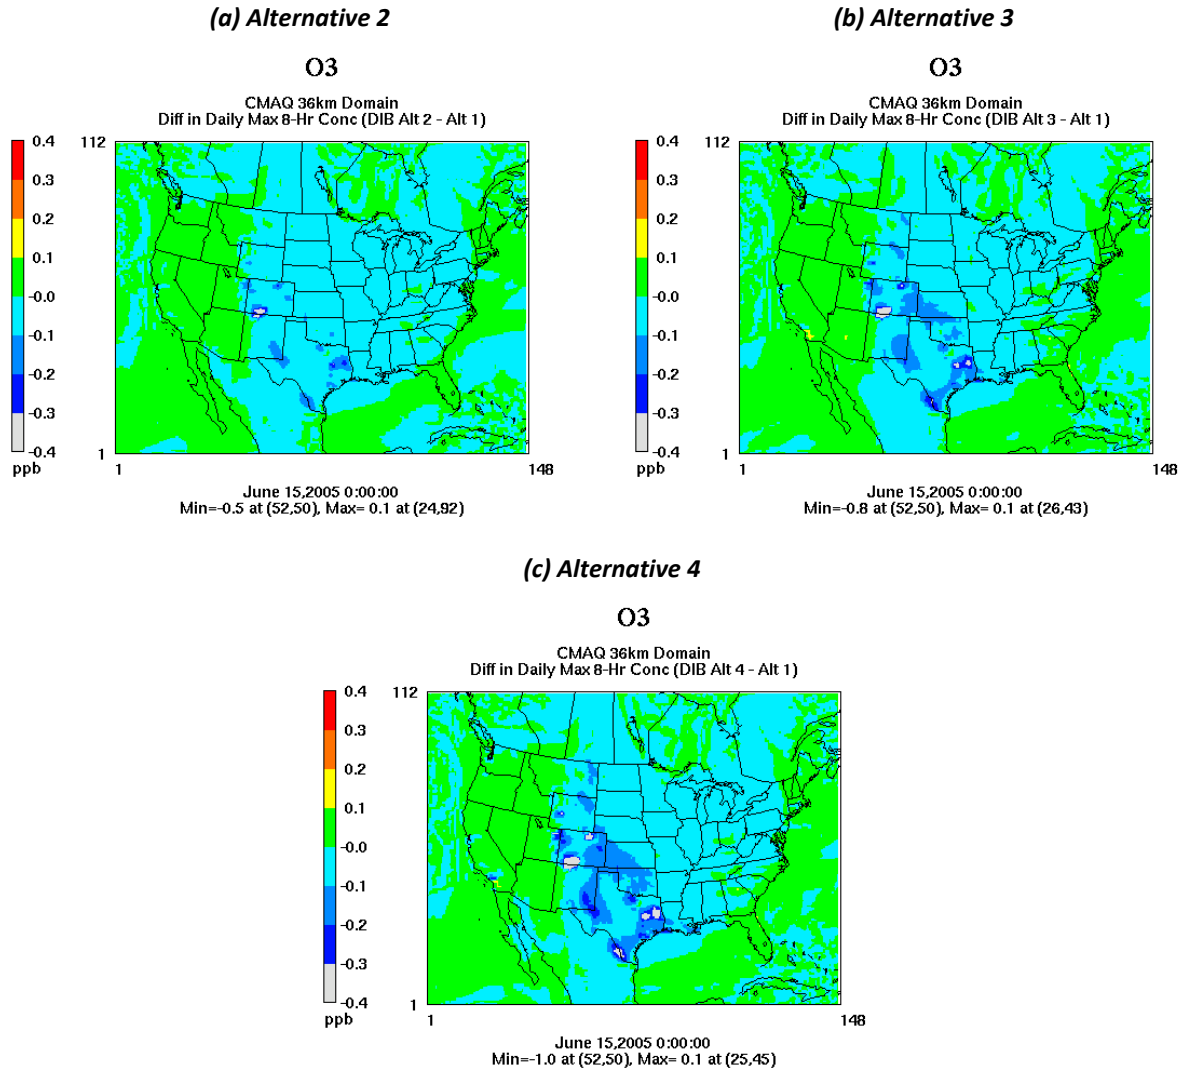 (a) Alternative 2
O3
CMAQ 36km Domain
Diff in Daily Max 8-Hr Conc (DIB Alt 2 - Alt 1)
0.4
0.3
0.2
0.1
-0.0
-0.1
-0.2
-0.3
-0.4
ppb
112
1
1
148
June 15,2005 0:00:00
Min=-0.5 at (52,50), Max= 0.1 at (24,92)
(b) Alternative 3
O3
CMAQ 36km Domain
Diff in Daily Max 8-Hr Conc (DIB Alt 3 - Alt 1)
0.4
0.3
0.2
0.1
-0.0
-0.1
-0.2
-0.3
-0.4
ppb
112
1
1
148
June 15,2005 0:00:00
Min=-0.8 at (52,50), Max= 0.1 at (26,43)
(c) Alternative 4
O3
CMAQ 36km Domain
Diff in Daily Max 8-Hr Conc (DIB Alt 4 - Alt 1)
0.4
0.3
0.2
0.1
-0.0
-0.1
-0.2
-0.3
-0.4
ppb
112
1
1
148
June 15,2005 0:00:00
Min=-1.0 at (52,50), Max= 0.1 at (25,45)